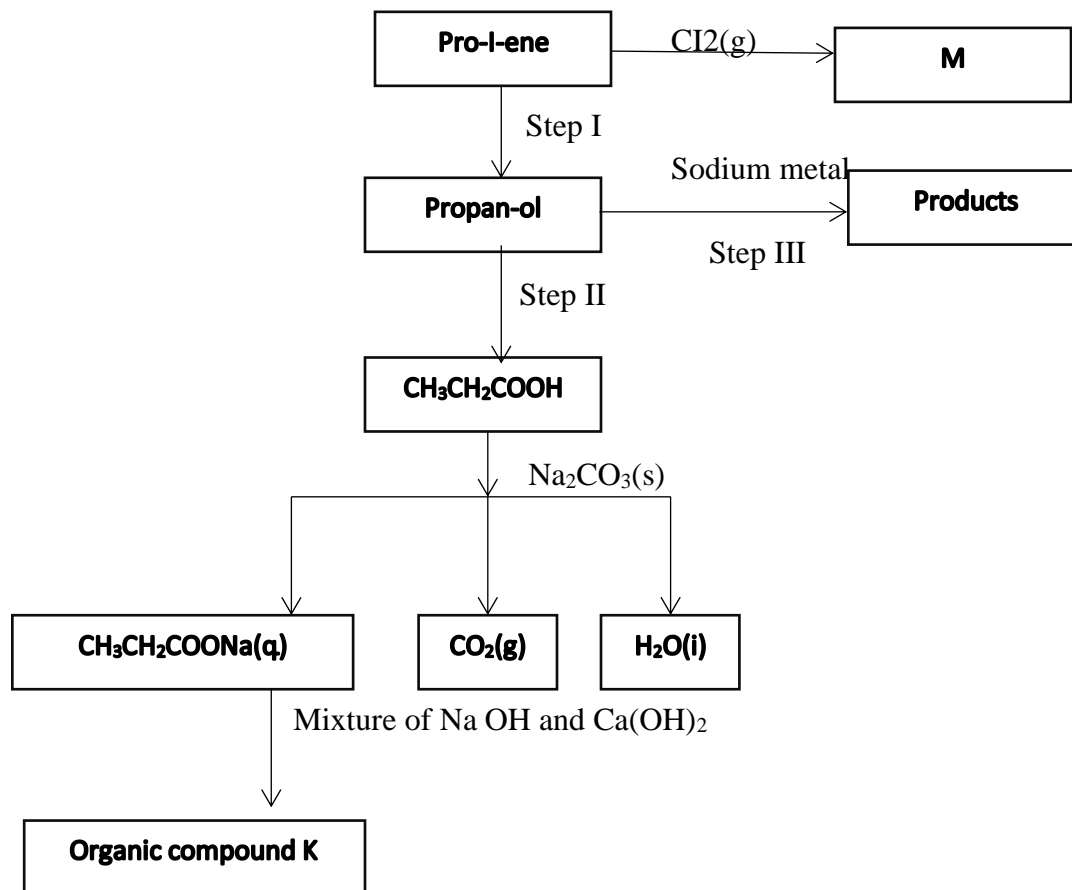 Pro-I-ene
CI2(g)
M
Step I
Sodium metal
Propan-ol
Products
Step III
Step II
CH₃CH₂COOH
Na₂CO₃(s)
CH₃CH₂COONa(q)
CO₂(g)
H₂O(i)
Mixture of Na OH and Ca(OH)₂
Organic compound K